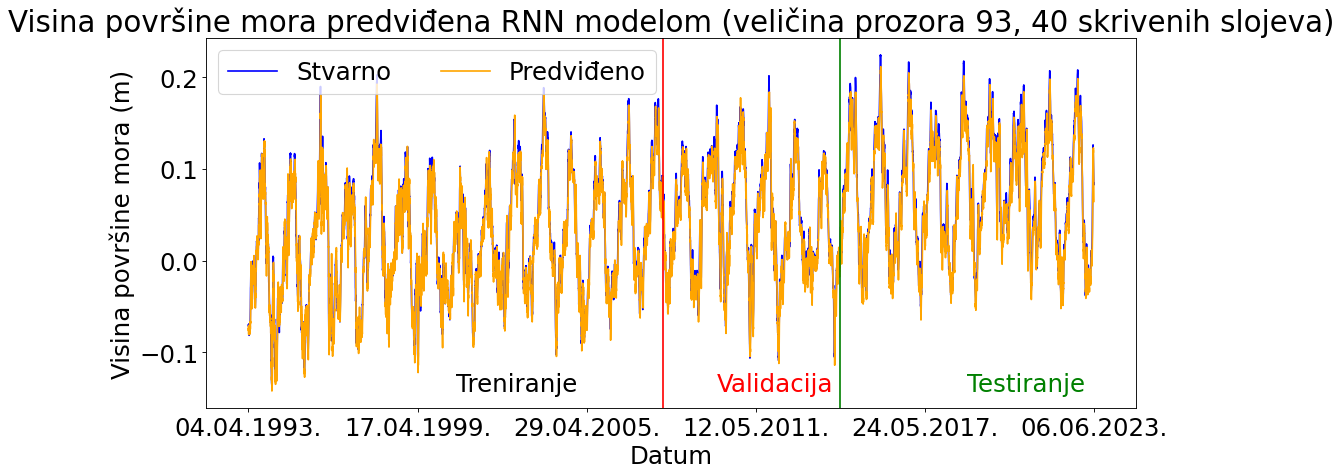 Visina površine mora predviđena RNN modelom (veličina prozora 93, 40 skrivenih slojeva)
Stvarno Predviđeno
Visina površine mora (m)
0.2
0.1
0.0
−0.1
Treniranje Validacija Testiranje
04.04.1993. 17.04.1999. 29.04.2005. 12.05.2011. 24.05.2017. 06.06.2023.
Datum